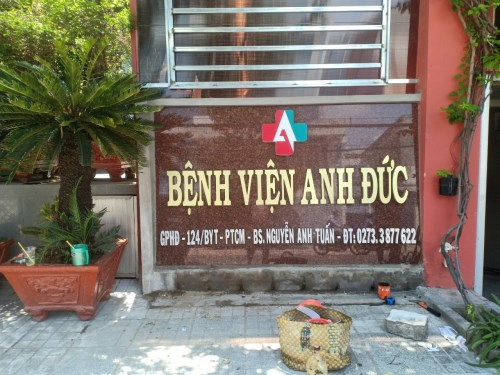 BỆNH VIỆN ANH ĐỨC
GPHĐ - 124/BYT - PTCM - BS. NGUYỄN ANH TUẤN - ĐT: 0273.3 877 622